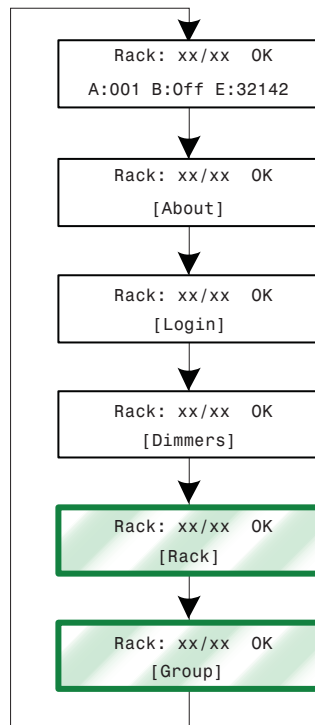 Rack: xx/xx OK
A:001 B:Off E:32142
Rack: xx/xx OK
[About]
Rack: xx/xx OK
[Login]
Rack: xx/xx OK
[Dimmers]
Rack: xx/xx OK
[Rack]
Rack: xx/xx OK
[Group]